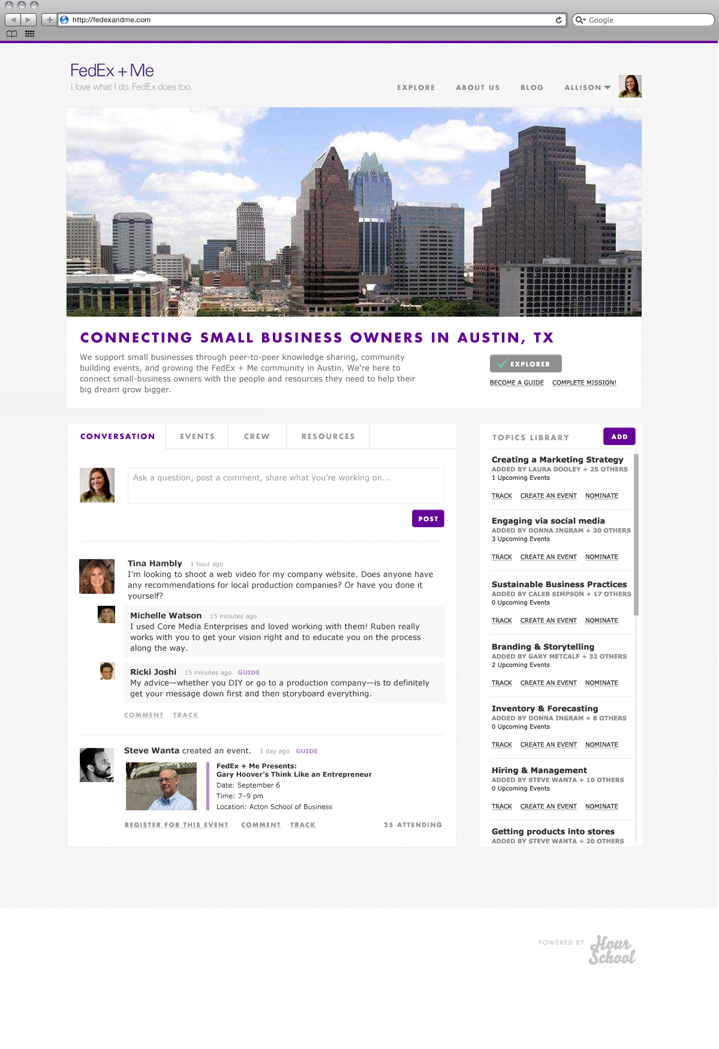 http://fedexandme.com
Google
FedEx + Me
I love what I do. FedEx does too.
EXPLORE ABOUT US BLOG ALLISON
CONNECTING SMALL BUSINESS OWNERS IN AUSTIN, TX
We support small businesses through peer-to-peer knowledge sharing, community
building events, and growing the FedEx + Me community in Austin. We're here to
connect small-business owners with the people and resources they need to help their
big dream grow bigger.
EXPLORER
BECOME A GUIDE COMPLETE MISSION!
CONVERSATION EVENTS CREW RESOURCES
Ask a question, post a comment, share what you're working on...
POST
Tina Hambly 1 hour ago
I'm looking to shoot a web video for my company website. Does anyone have
any recommendations for local production companies? Or have you done it
yourself?
Michelle Watson 15 minutes ago
I used Core Media Enterprises and loved working with them! Ruben really
works with you to get your vision right and to educate you on the process
along the way.
Ricki Joshi 15 minutes ago GUIDE
My advice—whether you DIY or go to a production company—is to definitely
get your message down first and then storyboard everything.
COMMENT TRACK
Steve Wanta created an event. 1 day ago GUIDE
FedEx + Me Presents:
Gary Hoover's Think Like an Entrepreneur
Date: September 6
Time: 7–9 pm
Location: Acton School of Business
REGISTER FOR THIS EVENT COMMENT TRACK 25 ATTENDING
TOPICS LIBRARY ADD
Creating a Marketing Strategy
ADDED BY LAURA DOOLEY + 25 OTHERS
1 Upcoming Events
TRACK CREATE AN EVENT NOMINATE
Engaging via social media
ADDED BY DONNA INGRAM + 30 OTHERS
3 Upcoming Events
TRACK CREATE AN EVENT NOMINATE
Sustainable Business Practices
ADDED BY CALEB SIMPSON + 17 OTHERS
0 Upcoming Events
TRACK CREATE AN EVENT NOMINATE
Branding & Storytelling
ADDED BY GARY METCALF + 32 OTHERS
2 Upcoming Events
TRACK CREATE AN EVENT NOMINATE
Inventory & Forecasting
ADDED BY DONNA INGRAM + 8 OTHERS
0 Upcoming Events
TRACK CREATE AN EVENT NOMINATE
Hiring & Management
ADDED BY STEVE WANTA + 10 OTHERS
0 Upcoming Events
TRACK CREATE AN EVENT NOMINATE
Getting products into stores
ADDED BY STEVE WANTA + 20 OTHERS
POWERED BY Hour
School